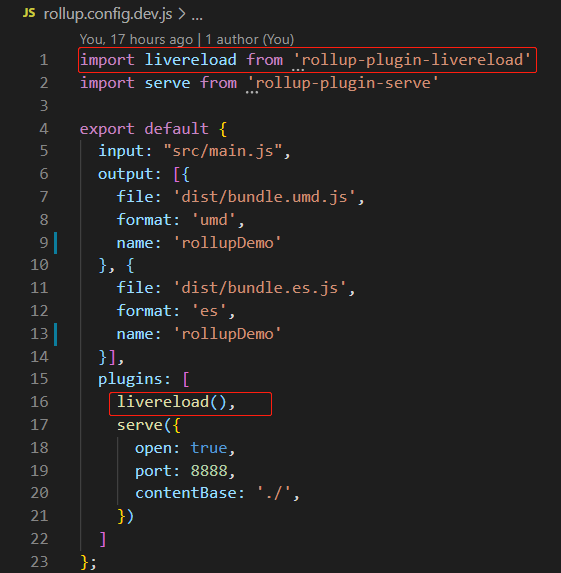 JS rollup.config.dev.js > ...
You, 17 hours ago | 1 author (You)
1 import livereload from 'rollup-plugin-livereload'
2 import serve from 'rollup-plugin-serve'
3
4 export default {
5 input: "src/main.js",
6 output: [{
7 file: 'dist/bundle.umd.js',
8 format: 'umd',
9 name: 'rollupDemo'
10 }, {
11 file: 'dist/bundle.es.js',
12 format: 'es',
13 name: 'rollupDemo'
14 }],
15 plugins: [
16 livereload(),
17 serve({
18 open: true,
19 port: 8888,
20 contentBase: './',
21 })
22 ]
23 };